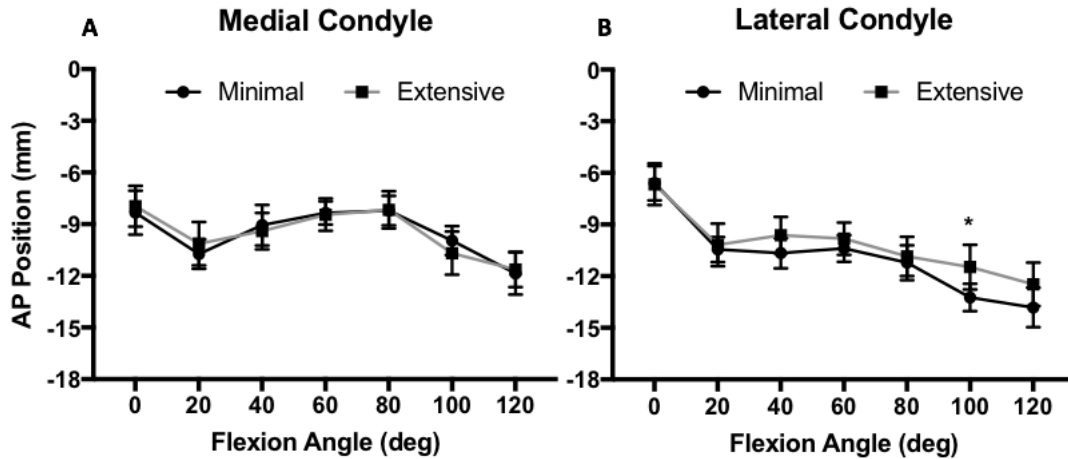 A Medial Condyle
0
Minimal Extensive
-3
-6
-9
-12
-15
-18
AP Position (mm)
0 20 40 60 80 100 120
Flexion Angle (deg)
B Lateral Condyle
0
Minimal Extensive
-3
-6
-9
*
-12
-15
-18
0 20 40 60 80 100 120
Flexion Angle (deg)